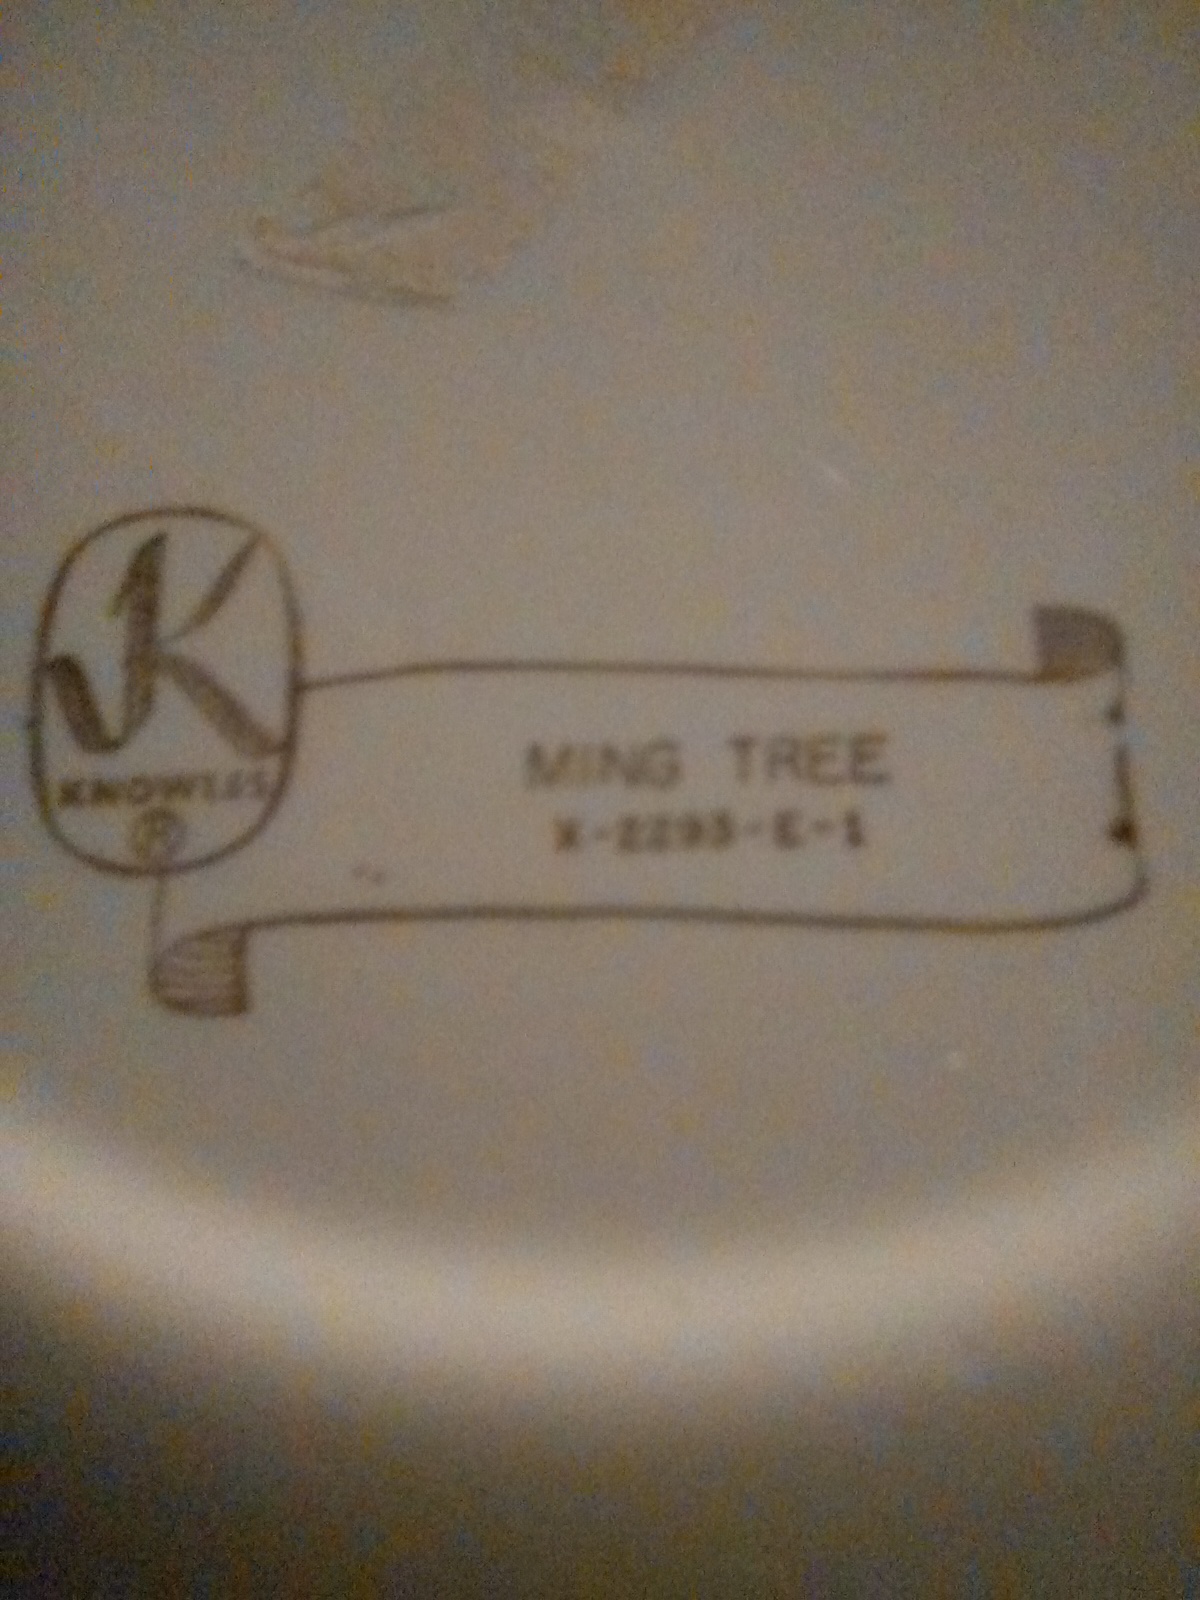 K
KNOWLES
®
MING TREE
X-2293-E-1